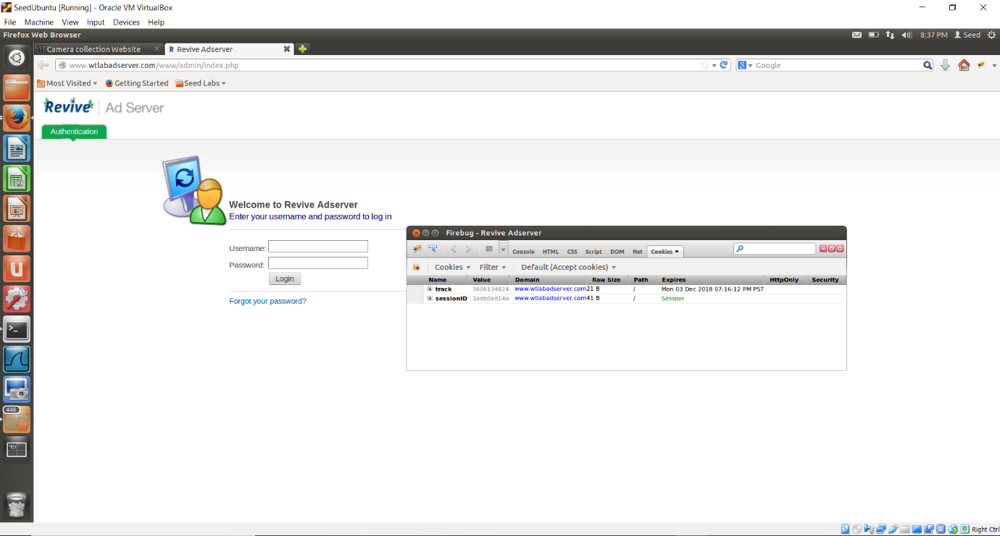 SeedUbuntu [Running] - Oracle VM VirtualBox
File Machine View Input Devices Help
Firefox Web Browser 8:37 PM Seed
Camera collection Website Revive Adserver
www.wtlabadserver.com/www/admin/index.php Google
Most Visited Getting Started Seed Labs
Revive Ad Server
Authentication
Welcome to Revive Adserver
Enter your username and password to log in
Username:
Password:
Login
Forgot your password?
Firebug - Revive Adserver
Console HTML CSS Script DOM Net Cookies
Cookies Filter Default (Accept cookies)
Name Value Domain Raw Size Path Expires HttpOnly Security
track 3606134824 www.wtlabadserver.com 21 B / Mon 03 Dec 2018 07:16:12 PM PST
sessionID 3adb0ed14a www.wtlabadserver.com 41 B / Session
448
Right Ctrl